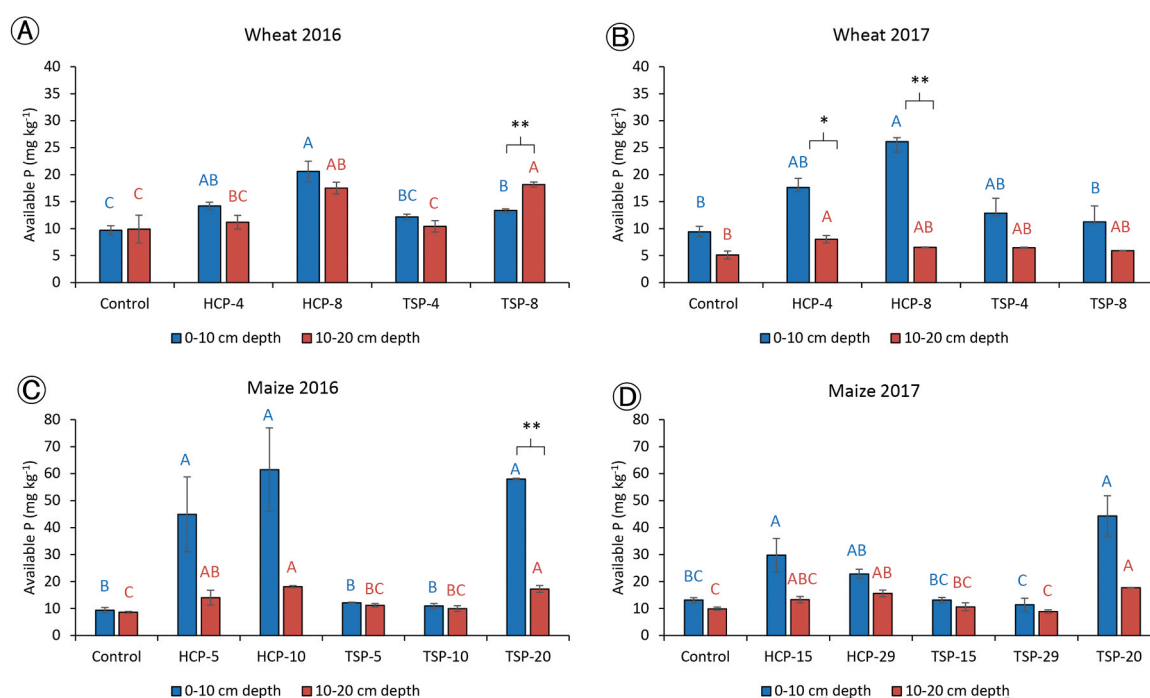 A
Wheat 2016
Available P (mg kg⁻¹)
40
35
30
25
20
15
10
5
0
C C AB BC A AB BC C B ** A
Control HCP-4 HCP-8 TSP-4 TSP-8
0-10 cm depth 10-20 cm depth
B
Wheat 2017
Available P (mg kg⁻¹)
40
35
30
25
20
15
10
5
0
B B AB * A A ** AB AB AB B AB
Control HCP-4 HCP-8 TSP-4 TSP-8
0-10 cm depth 10-20 cm depth
C
Maize 2016
Available P (mg kg⁻¹)
80
70
60
50
40
30
20
10
0
B C A AB A A B BC B BC A ** A
Control HCP-5 HCP-10 TSP-5 TSP-10 TSP-20
0-10 cm depth 10-20 cm depth
D
Maize 2017
Available P (mg kg⁻¹)
80
70
60
50
40
30
20
10
0
BC C A ABC AB AB BC BC C C A A
Control HCP-15 HCP-29 TSP-15 TSP-29 TSP-20
0-10 cm depth 10-20 cm depth